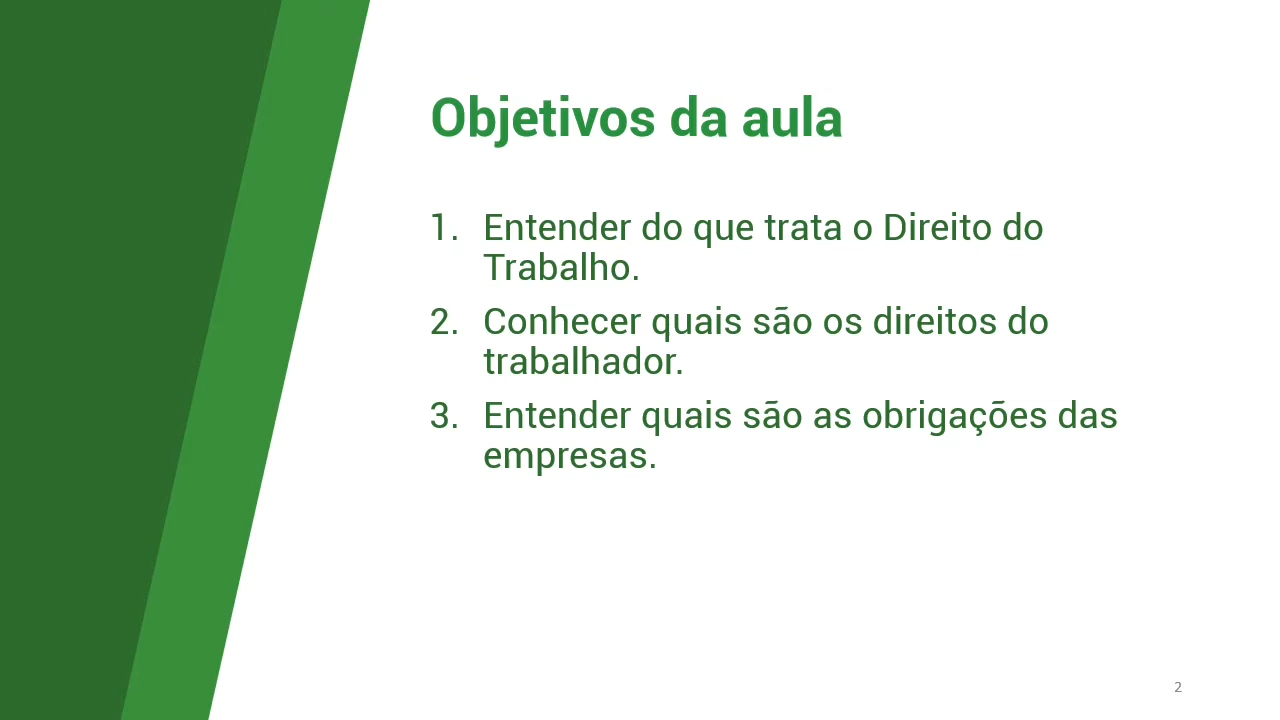 Objetivos da aula
1. Entender do que trata o Direito do
Trabalho.
2. Conhecer quais são os direitos do
trabalhador.
3. Entender quais são as obrigações das
empresas.
2